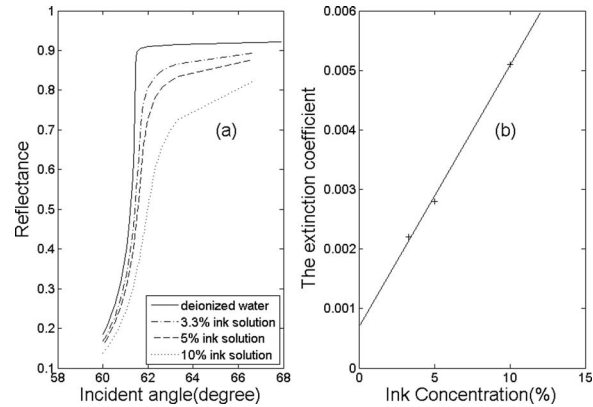 1
0.9
0.8
0.7
0.6
0.5
0.4
0.3
0.2
0.1
Reflectance
58 60 62 64 66 68
Incident angle(degree)
(a)
deionized water
3.3% ink solution
5% ink solution
10% ink solution
0.006
0.005
0.004
0.003
0.002
0.001
0
The extinction coefficient
0 5 10 15
Ink Concentration(%)
(b)